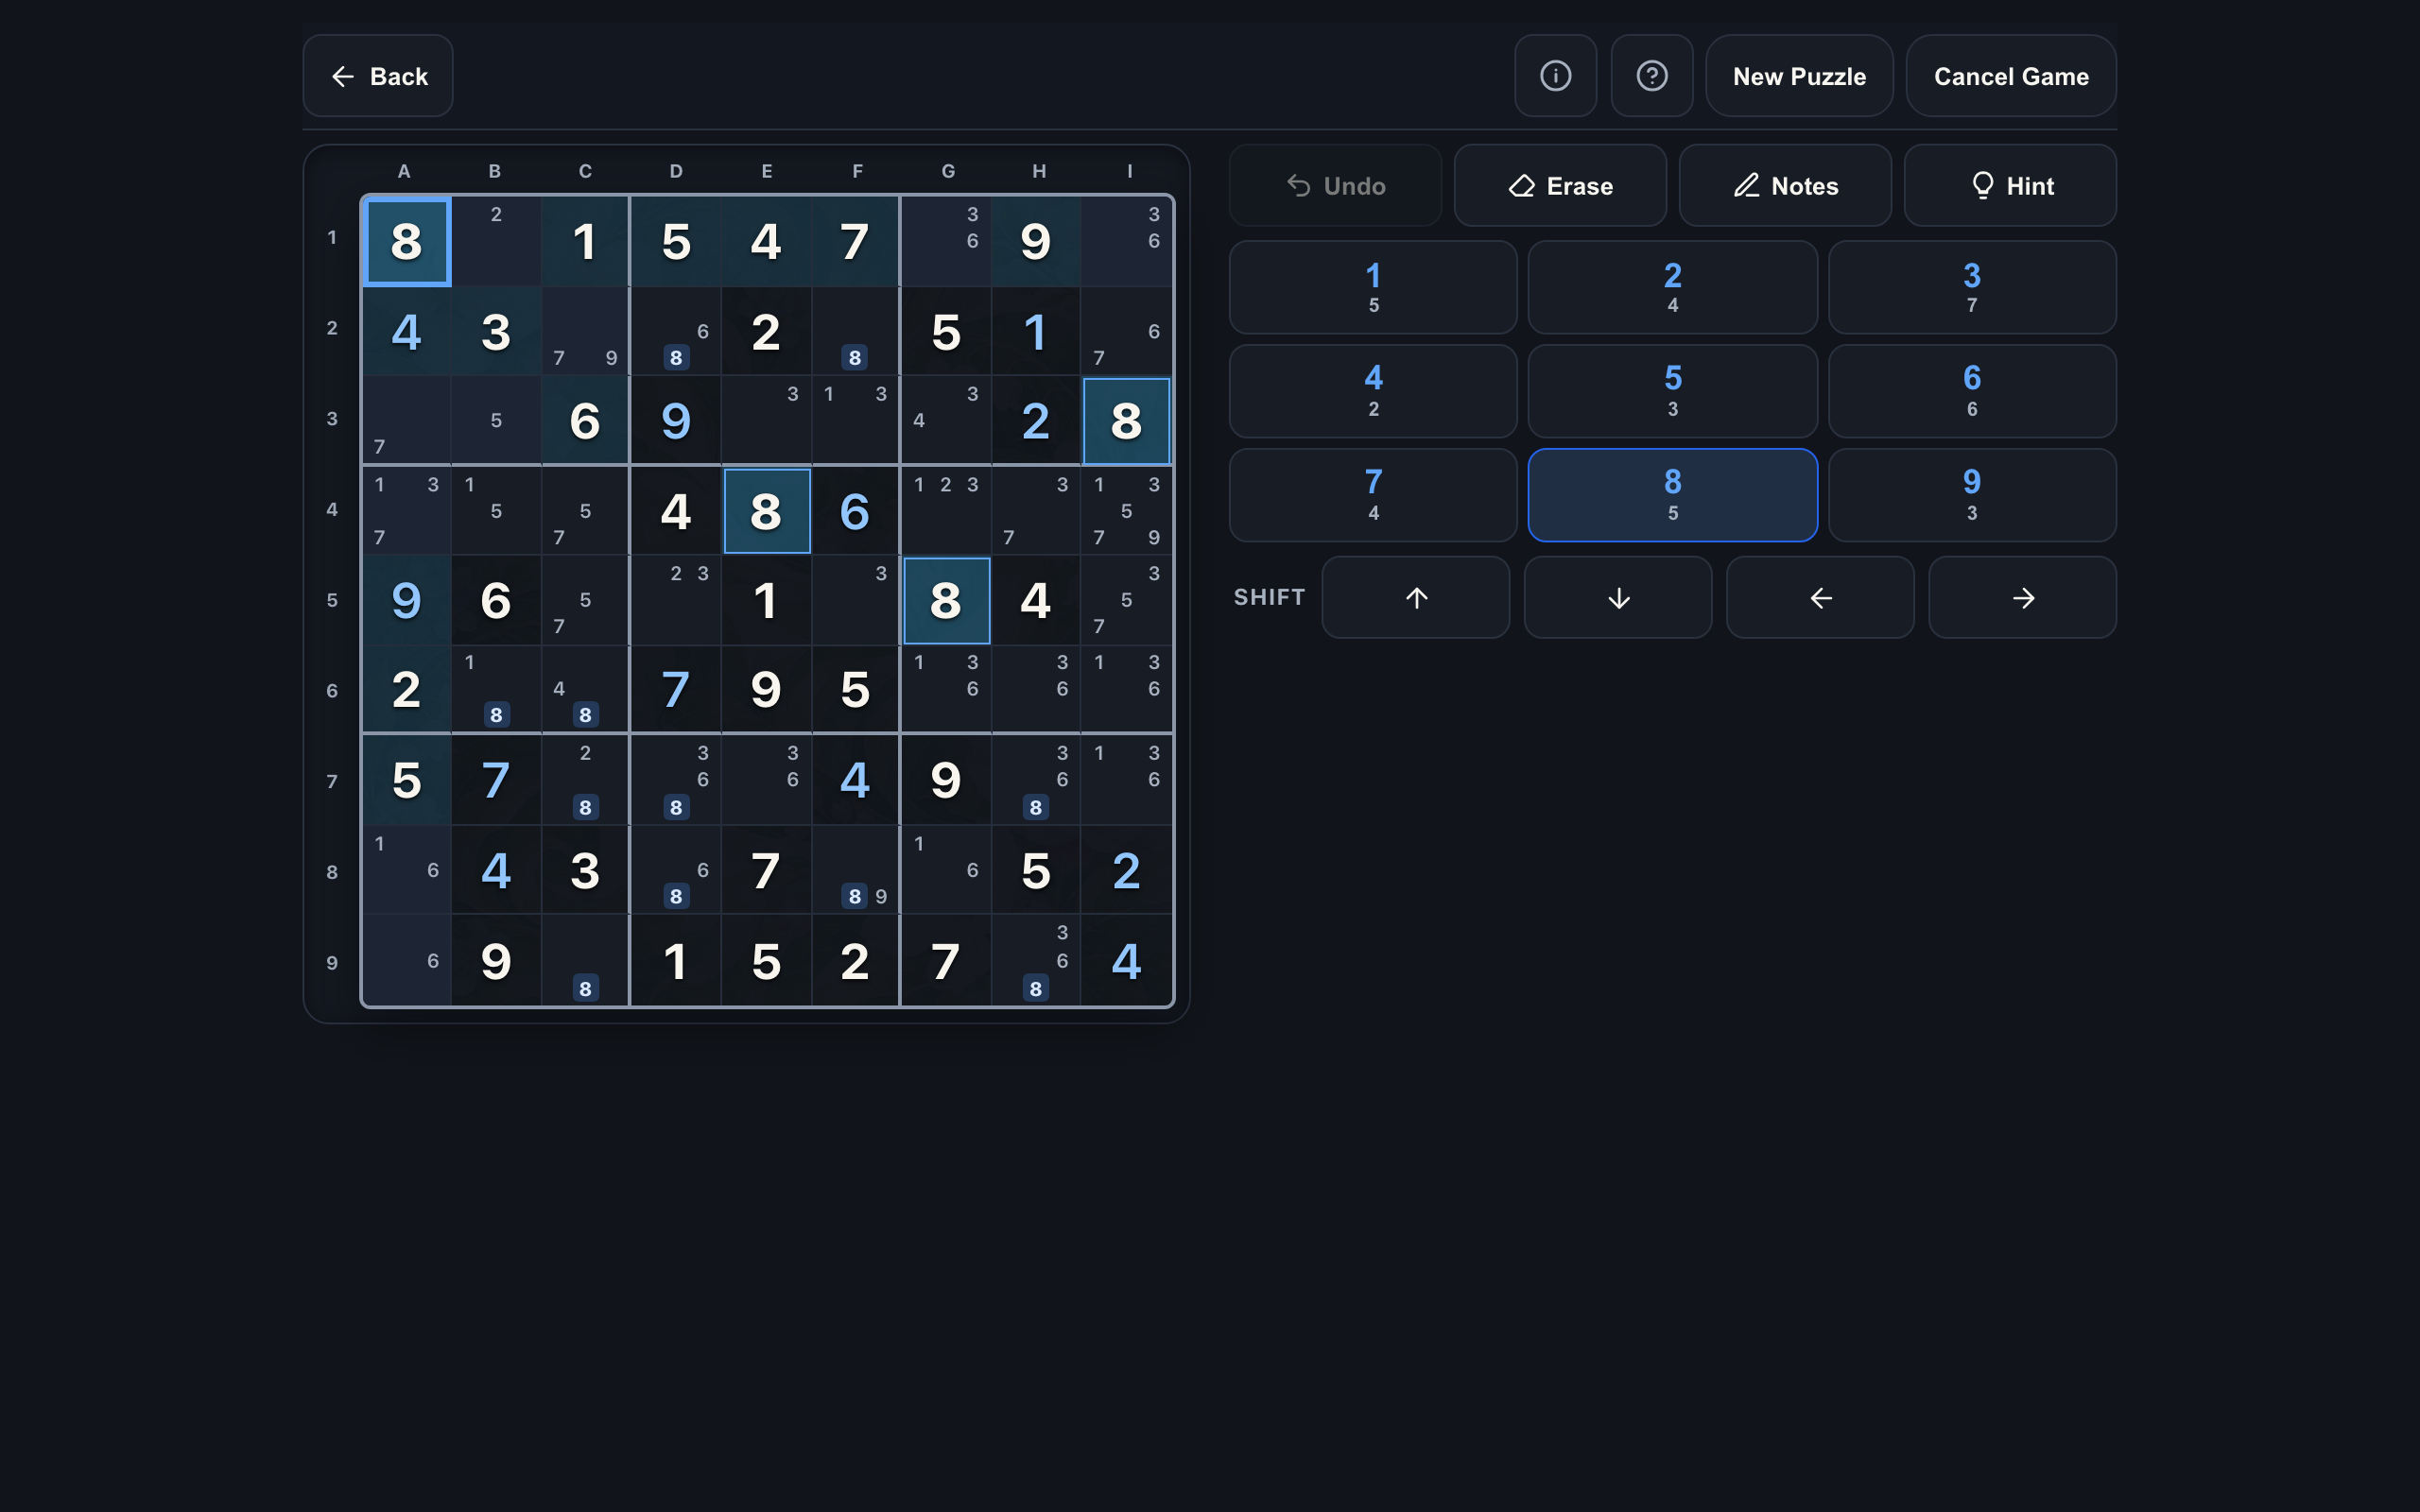 Back New Puzzle Cancel Game
A B C D E F G H I
Undo Erase Notes Hint
1 8 2 1 5 4 7 3 6 9 3 6
2 4 3 7 9 6 8 2 8 5 1 6 7
3 7 5 6 9 3 1 3 3 4 2 8
4 1 3 7 1 5 5 7 4 8 6 1 2 3 3 7 1 3 5 7 9
5 9 6 5 7 2 3 1 3 8 4 3 5 7
6 2 1 8 4 8 7 9 5 1 3 6 3 6 1 3 6
7 5 7 2 8 3 6 8 3 6 4 9 3 6 8 1 3 6
8 1 6 4 3 6 8 7 8 9 1 6 5 2
9 6 9 8 1 5 2 7 3 6 8 4
1 2 3
5 4 7
4 5 6
2 3 6
7 8 9
4 5 3
SHIFT